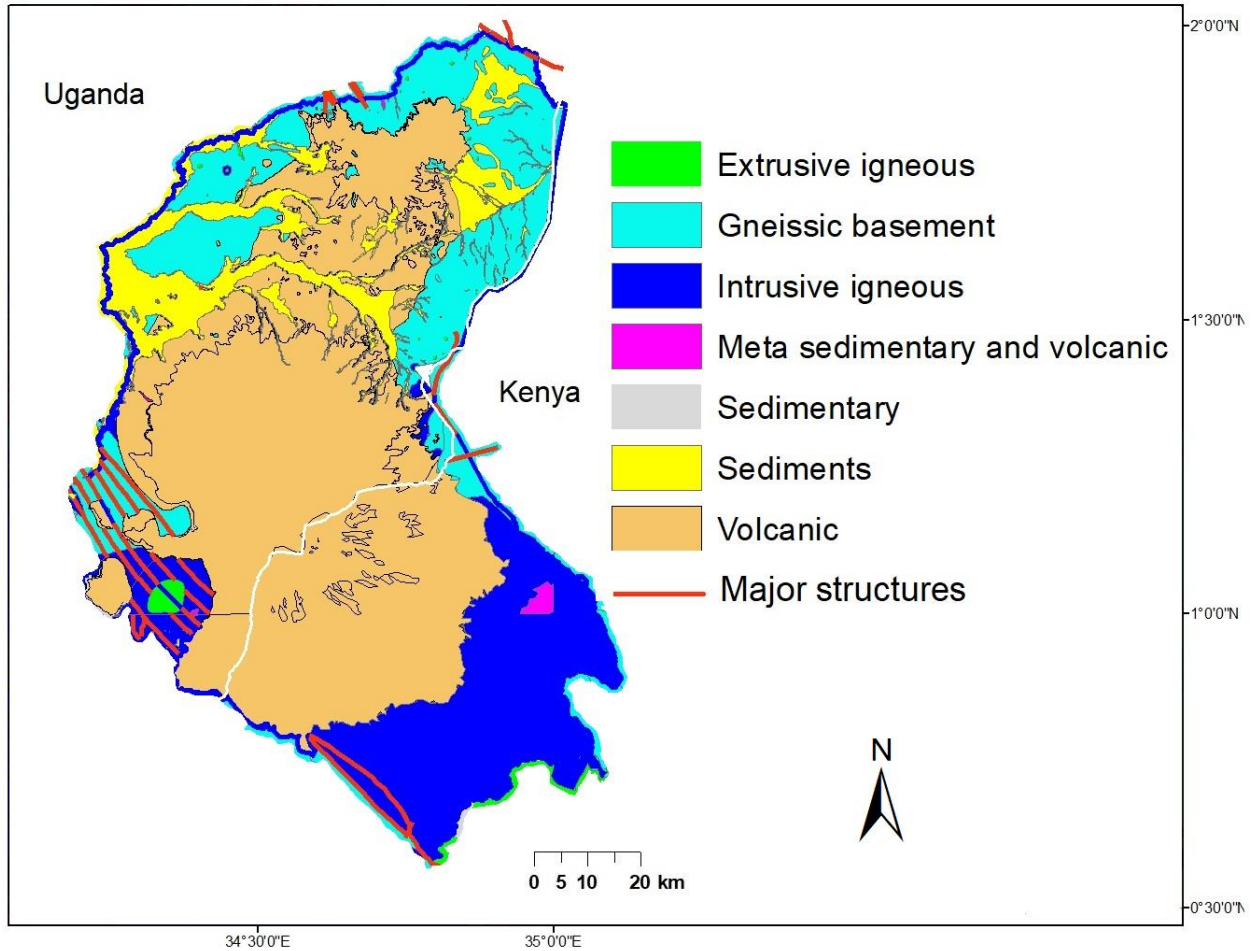 2°0'0"N
Uganda
Extrusive igneous
Gneissic basement
Intrusive igneous
1°30'0"N
Meta sedimentary and volcanic
Kenya
Sedimentary
Sediments
Volcanic
Major structures
1°0'0"N
N
0 5 10 20 km
0°30'0"N
34°30'0"E 35°0'0"E